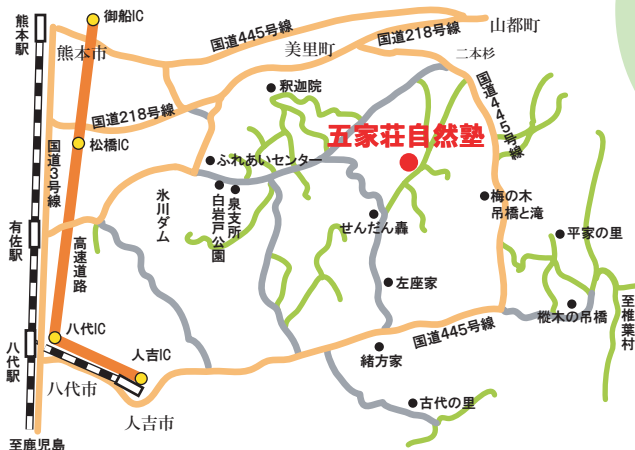 熊本駅
御船IC
国道445号線
山都町
熊本市
美里町
国道218号線
二本杉
釈迦院
国道445号線
国道218号線
松橋IC
五家荘自然塾
国道3号線
ふれあいセンター
泉支所
白岩戸公園
氷川ダム
梅の木
吊橋と滝
せんだん轟
平家の里
有佐駅
高速道路
左座家
樅木の吊橋
至椎葉村
八代IC
国道445号線
八代駅
人吉IC
緒方家
八代市
人吉市
古代の里
至鹿児島